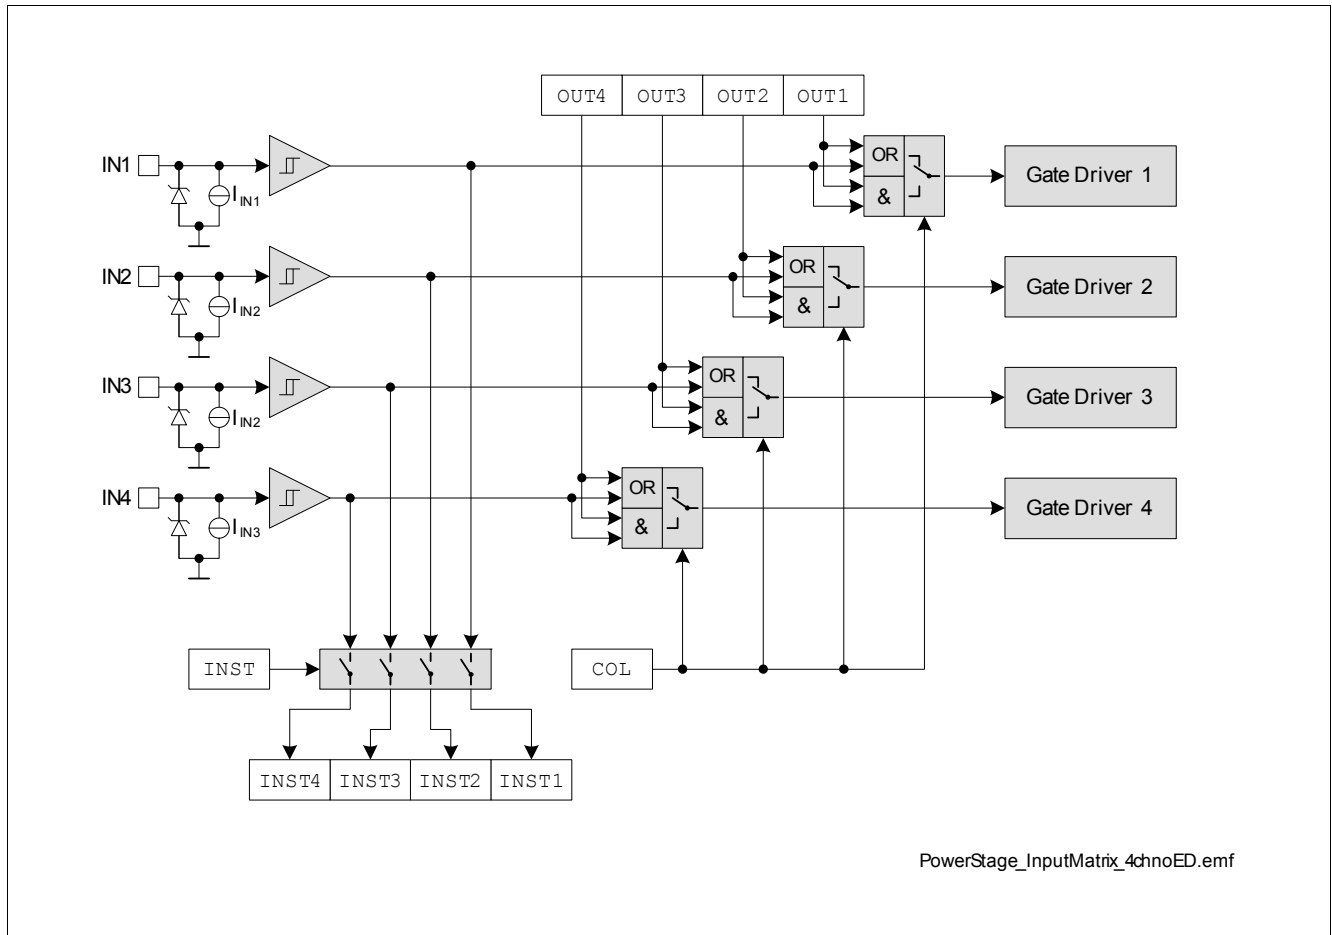 OUT4 OUT3 OUT2 OUT1
IN1
I IN1
OR
&
Gate Driver 1
IN2
I IN2
OR
&
Gate Driver 2
IN3
I IN2
OR
&
Gate Driver 3
IN4
I IN3
OR
&
Gate Driver 4
INST
COL
INST4 INST3 INST2 INST1
PowerStage_InputMatrix_4chnoED.emf